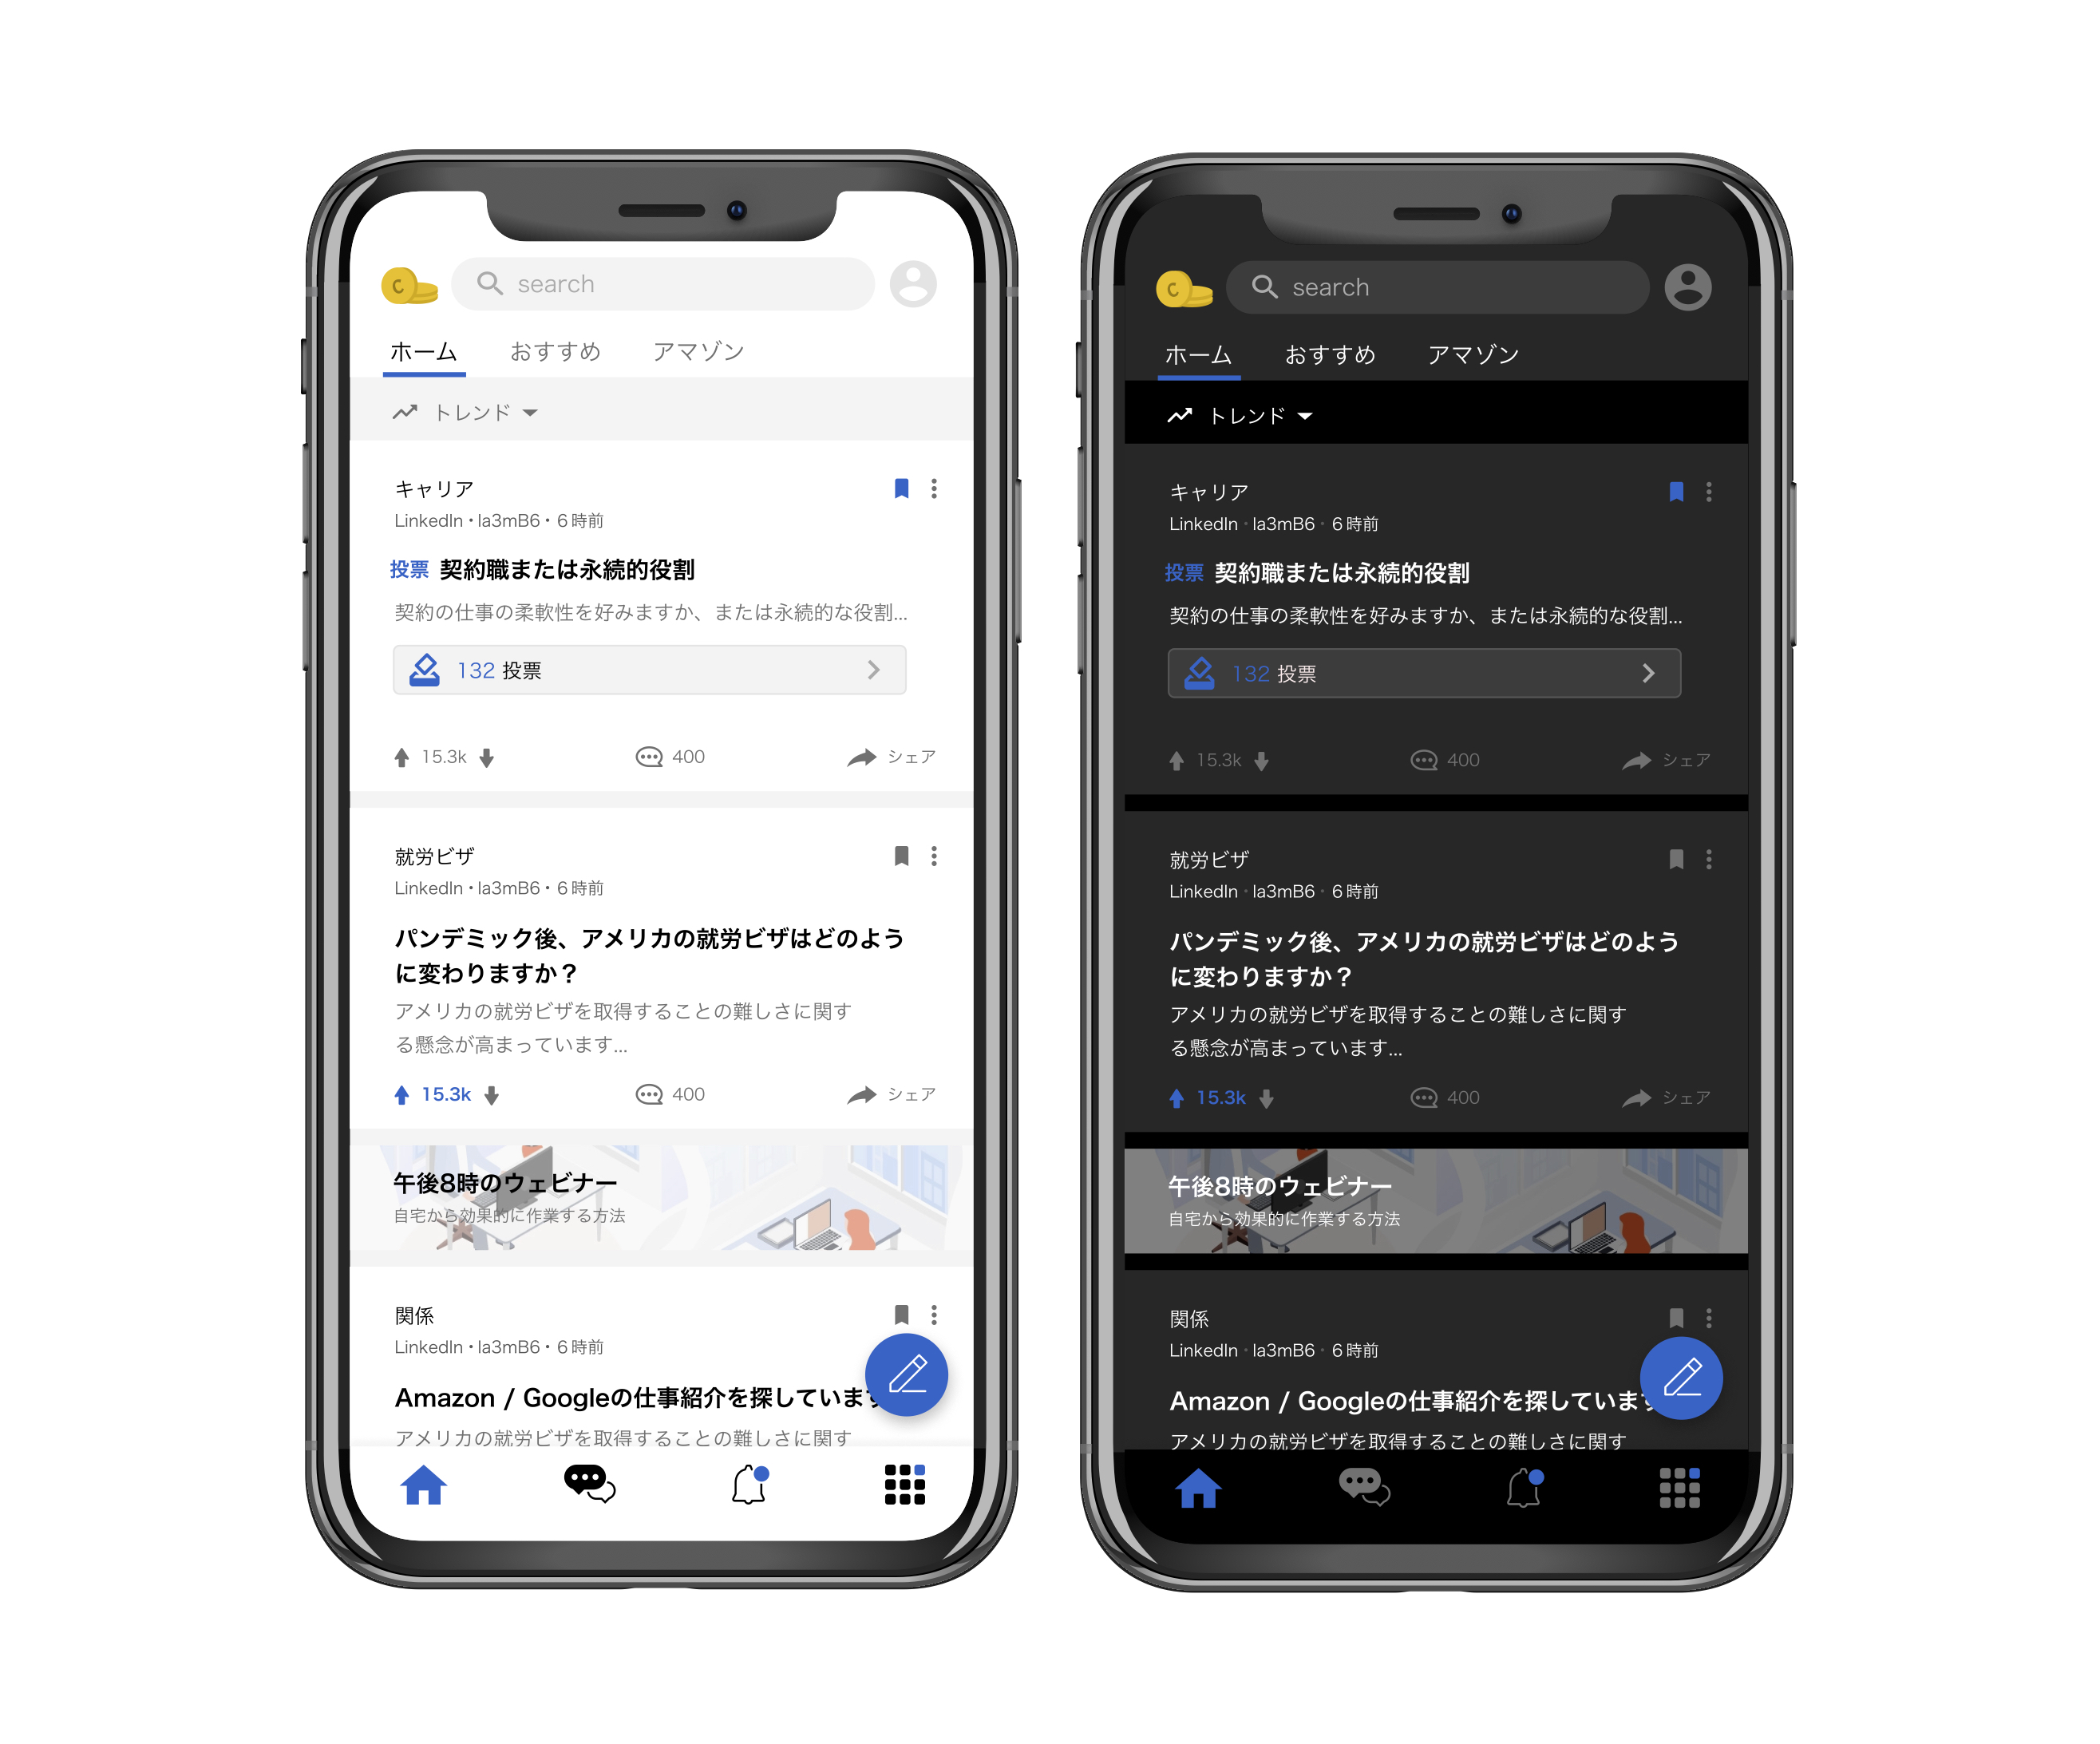 search
ホーム おすすめ アマゾン
トレンド
キャリア
LinkedIn • la3mB6 • 6 時前
投票 契約職または永続的役割
契約の仕事の柔軟性を好みますか、または永続的な役割...
132 投票
15.3k 400 シェア
就労ビザ
LinkedIn • la3mB6 • 6 時前
パンデミック後、アメリカの就労ビザはどのよう
に変わりますか？
アメリカの就労ビザを取得することの難しさに関す
る懸念が高まっています...
15.3k 400 シェア
午後8時のウェビナー
自宅から効果的に作業する方法
関係
LinkedIn • la3mB6 • 6 時前
Amazon / Googleの仕事紹介を探しています
アメリカの就労ビザを取得することの難しさに関す
search
ホーム おすすめ アマゾン
トレンド
キャリア
LinkedIn • la3mB6 • 6 時前
投票 契約職または永続的役割
契約の仕事の柔軟性を好みますか、または永続的な役割...
132 投票
15.3k 400 シェア
就労ビザ
LinkedIn • la3mB6 • 6 時前
パンデミック後、アメリカの就労ビザはどのよう
に変わりますか？
アメリカの就労ビザを取得することの難しさに関す
る懸念が高まっています...
15.3k 400 シェア
午後8時のウェビナー
自宅から効果的に作業する方法
関係
LinkedIn • la3mB6 • 6 時前
Amazon / Googleの仕事紹介を探しています
アメリカの就労ビザを取得することの難しさに関す